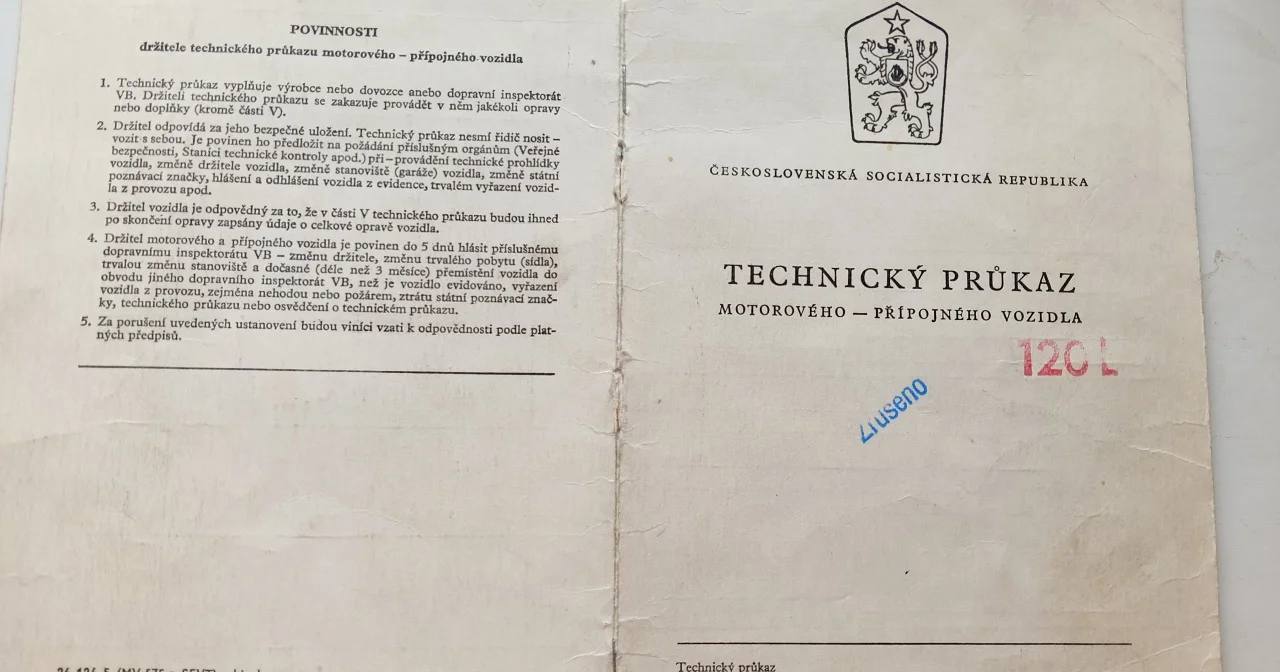 POVINNOSTI
držitele technického průkazu motorového – přípojného vozidla
1. Technický průkaz vyplňuje výrobce nebo dovozce anebo dopravní inspektorát
VB. Držiteli technického průkazu se zakazuje provádět v něm jakékoli opravy
nebo doplňky (kromě části V).
2. Držitel odpovídá za jeho bezpečné uložení. Technický průkaz nesmí řidič nosit –
vozit s sebou. Je povinen ho předložit na požádání příslušným orgánům (Veřejné
bezpečnosti, Stanici technické kontroly apod.) při – provádění technické prohlídky
vozidla, změně držitele vozidla, změně stanoviště (garáže) vozidla, změně státní
poznávací značky, hlášení a odhlášení vozidla z evidence, trvalém vyřazení vozid-
la z provozu apod.
3. Držitel vozidla je odpovědný za to, že v části V technického průkazu budou ihned
po skončení opravy zapsány údaje o celkové opravě vozidla.
4. Držitel motorového a přípojného vozidla je povinen do 5 dnů hlásit příslušnému
dopravnímu inspektorátu VB – změnu držitele, změnu trvalého pobytu (sídla),
trvalou změnu stanoviště a dočasné (déle než 3 měsíce) přemístění vozidla do
obvodu jiného dopravního inspektorát VB, než je vozidlo evidováno, vyřazení
vozidla z provozu, zejména nehodou nebo požárem, ztrátu státní poznávací znač-
ky, technického průkazu nebo osvědčení o technickém průkazu.
5. Za porušení uvedených ustanovení budou viníci vzati k odpovědnosti podle plat-
ných předpisů.
ČESKOSLOVENSKÁ SOCIALISTICKÁ REPUBLIKA
TECHNICKÝ PRŮKAZ
MOTOROVÉHO — PŘÍPOJNÉHO VOZIDLA
120 L
Zrušeno
Technický průkaz